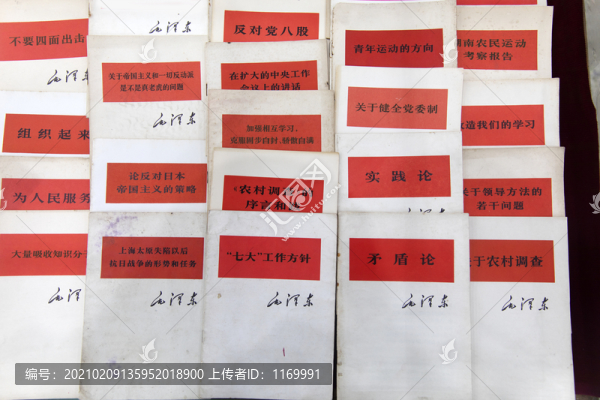 不要四面出击
毛泽东
反对党八股
青年运动的方向
湖南农民运动
考察报告
关于帝国主义和一切反动派
是不是真老虎的问题
毛泽东
在扩大的中央工作
会议上的讲话
关于健全党委制
组织起来
加强相互学习、
克服固步自封、骄傲自满
改造我们的学习
为人民服务
论反对日本
帝国主义的策略
《农村调查》的
序言和跋
实践论
关于领导方法的
若干问题
大量吸收知识分子
毛泽东
上海太原失陷以后
抗日战争的形势和任务
毛泽东
“七大”工作方针
毛泽东
矛盾论
毛泽东
关于农村调查
毛泽东
编号：20210209135952018900 上传者ID：1169991